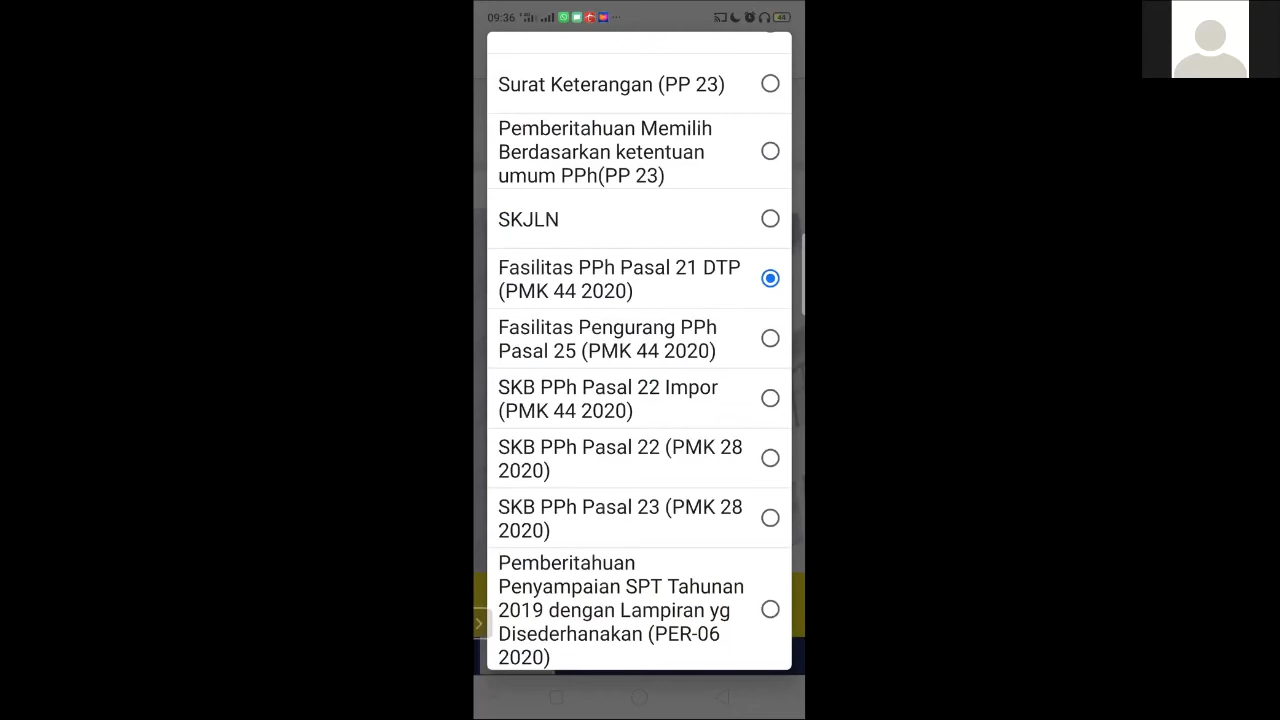 09:36
48
Surat Keterangan (PP 23)
Pemberitahuan Memilih
Berdasarkan ketentuan
umum PPh(PP 23)
SKJLN
Fasilitas PPh Pasal 21 DTP
(PMK 44 2020)
Fasilitas Pengurang PPh
Pasal 25 (PMK 44 2020)
SKB PPh Pasal 22 Impor
(PMK 44 2020)
SKB PPh Pasal 22 (PMK 28
2020)
SKB PPh Pasal 23 (PMK 28
2020)
Pemberitahuan
Penyampaian SPT Tahunan
2019 dengan Lampiran yg
Disederhanakan (PER-06
2020)